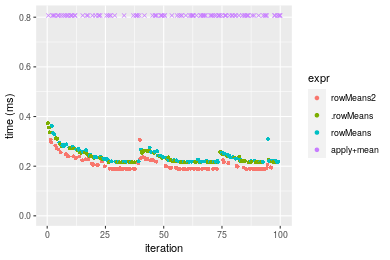 0.8
0.6
0.4
0.2
0.0
time (ms)
0
25
50
75
100
iteration
expr
rowMeans2
.rowMeans
rowMeans
apply+mean